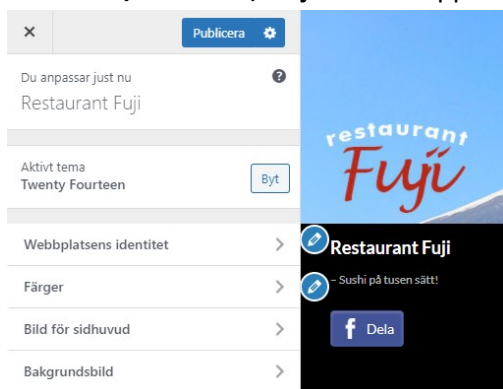 Publicera
Du anpassar just nu
Restaurant Fuji
Aktivt tema
Twenty Fourteen
Byt
Webbplatsens identitet
Färger
Bild för sidhuvud
Bakgrundsbild
restaurant
Fuji
Restaurant Fuji
– Sushi på tusen sätt!
f Dela